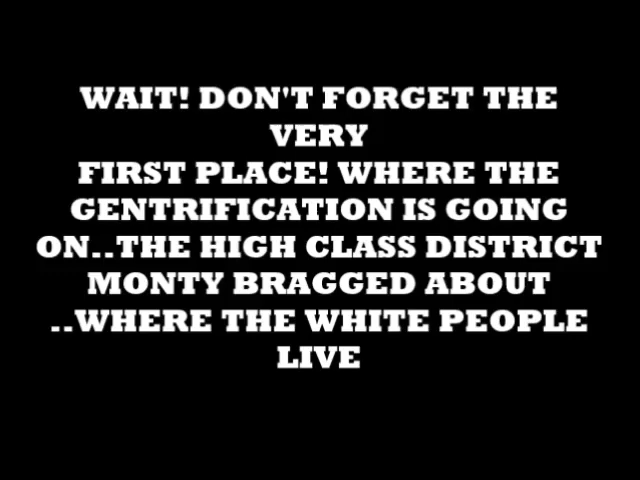 WAIT! DON'T FORGET THE
VERY
FIRST PLACE! WHERE THE
GENTRIFICATION IS GOING
ON..THE HIGH CLASS DISTRICT
MONTY BRAGGED ABOUT
..WHERE THE WHITE PEOPLE
LIVE